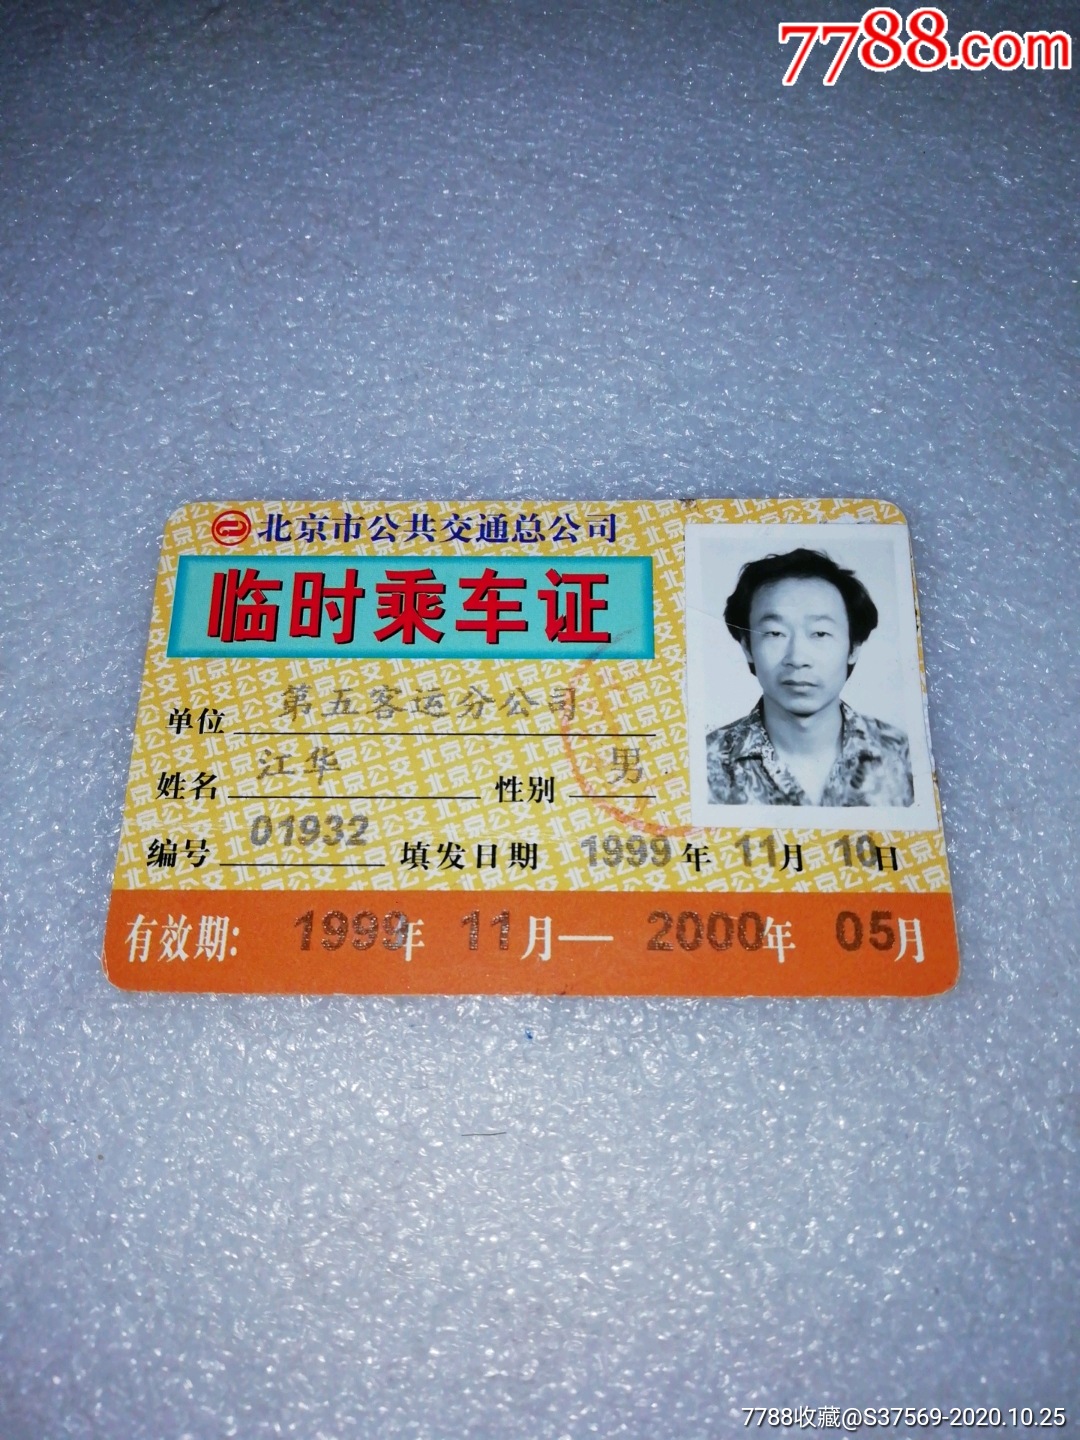 7788.com
北京市公共交通总公司
临时乘车证
单位 第五客运分公司
姓名 江华 性别 男
编号 01932 填发日期 1999年 11月 10日
有效期: 1999年 11月— 2000年 05月
7788收藏@S37569-2020.10.25